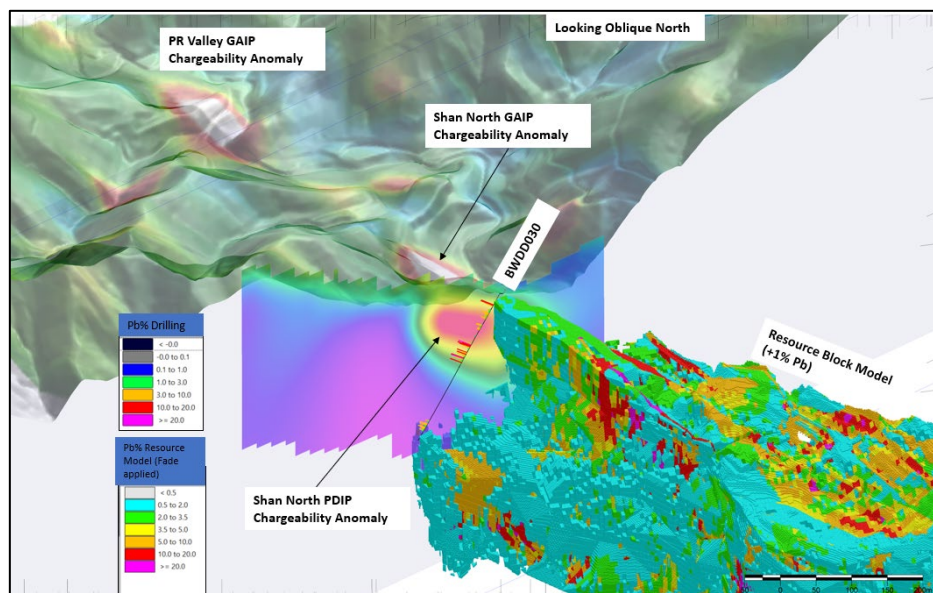 PR Valley GAIP
Chargeability Anomaly
Looking Oblique North
Shan North GAIP
Chargeability Anomaly
BWDD030
Resource Block Model
(+1% Pb)
Pb% Drilling
< -0.0
-0.0 to 0.1
0.1 to 1.0
1.0 to 3.0
3.0 to 10.0
10.0 to 20.0
>= 20.0
Pb% Resource
Model (Fade
applied)
< 0.5
0.5 to 2.0
2.0 to 3.5
3.5 to 5.0
5.0 to 10.0
10.0 to 20.0
>= 20.0
Shan North PDIP
Chargeability Anomaly
50 0 50 100 150 200